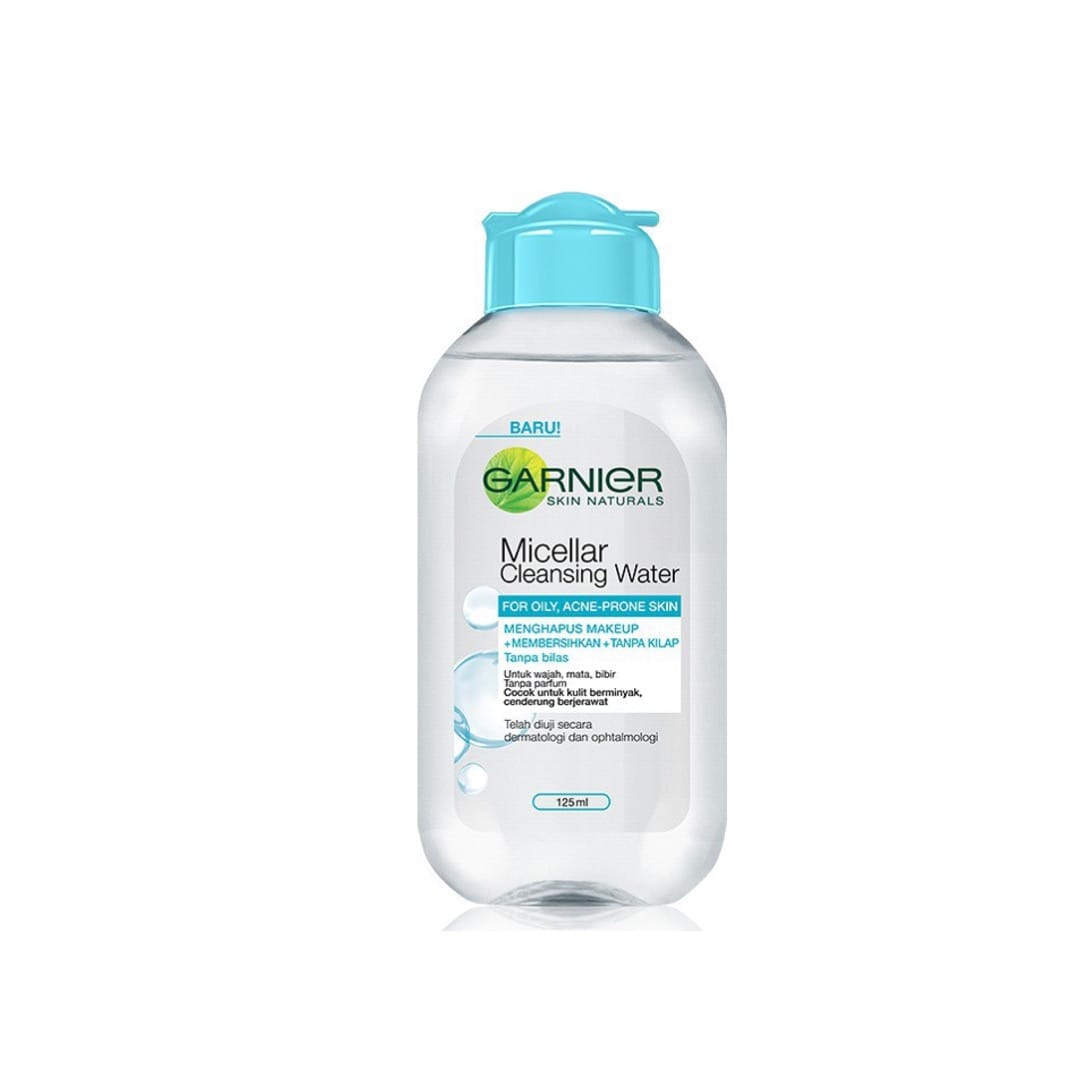 BARU!
GARNIER
SKIN NATURALS
Micellar
Cleansing Water
FOR OILY, ACNE-PRONE SKIN
MENGHAPUS MAKEUP
+MEMBERSIHKAN+TANPA KILAP
Tanpa bilas
Untuk wajah, mata, bibir
Tanpa parfum
Cocok untuk kulit berminyak,
cenderung berjerawat
Telah diuji secara
dermatologi dan ophtalmologi
125ml